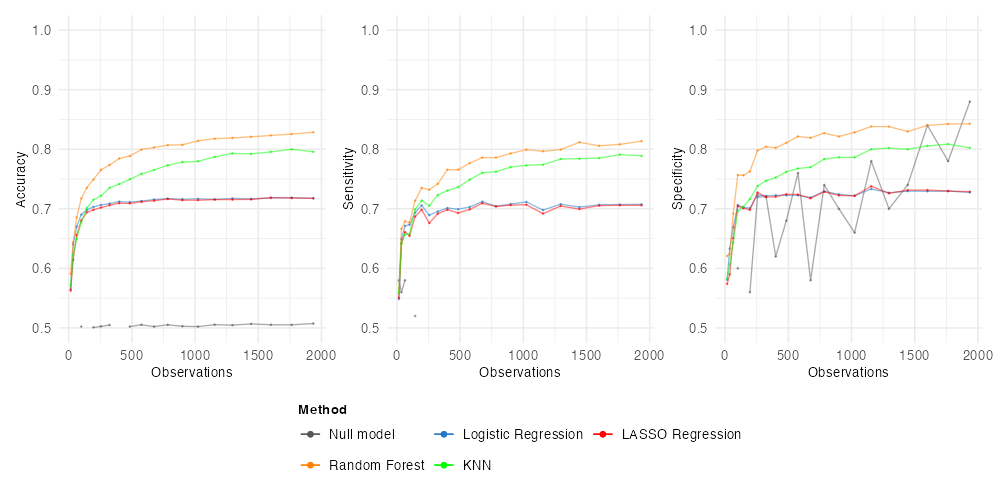 1.0
0.9
0.8
0.7
0.6
0.5
Accuracy
0 500 1000 1500 2000
Observations
1.0
0.9
0.8
0.7
0.6
0.5
Sensitivity
0 500 1000 1500 2000
Observations
1.0
0.9
0.8
0.7
0.6
0.5
Specificity
0 500 1000 1500 2000
Observations
Method
Null model Logistic Regression LASSO Regression
Random Forest KNN